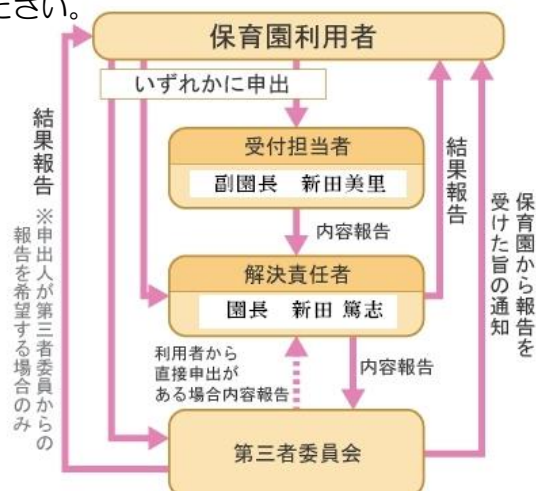 ださい。
保育園利用者
いずれかに申出
受付担当者
副園長 新田美里
内容報告
解決責任者
園長 新田 篤志
利用者から
直接申出が
ある場合内容報告
内容報告
第三者委員会
結果報告
※申出人が第三者委員からの
報告を希望する場合のみ
結果報告
保育園から報告を
受けた旨の通知